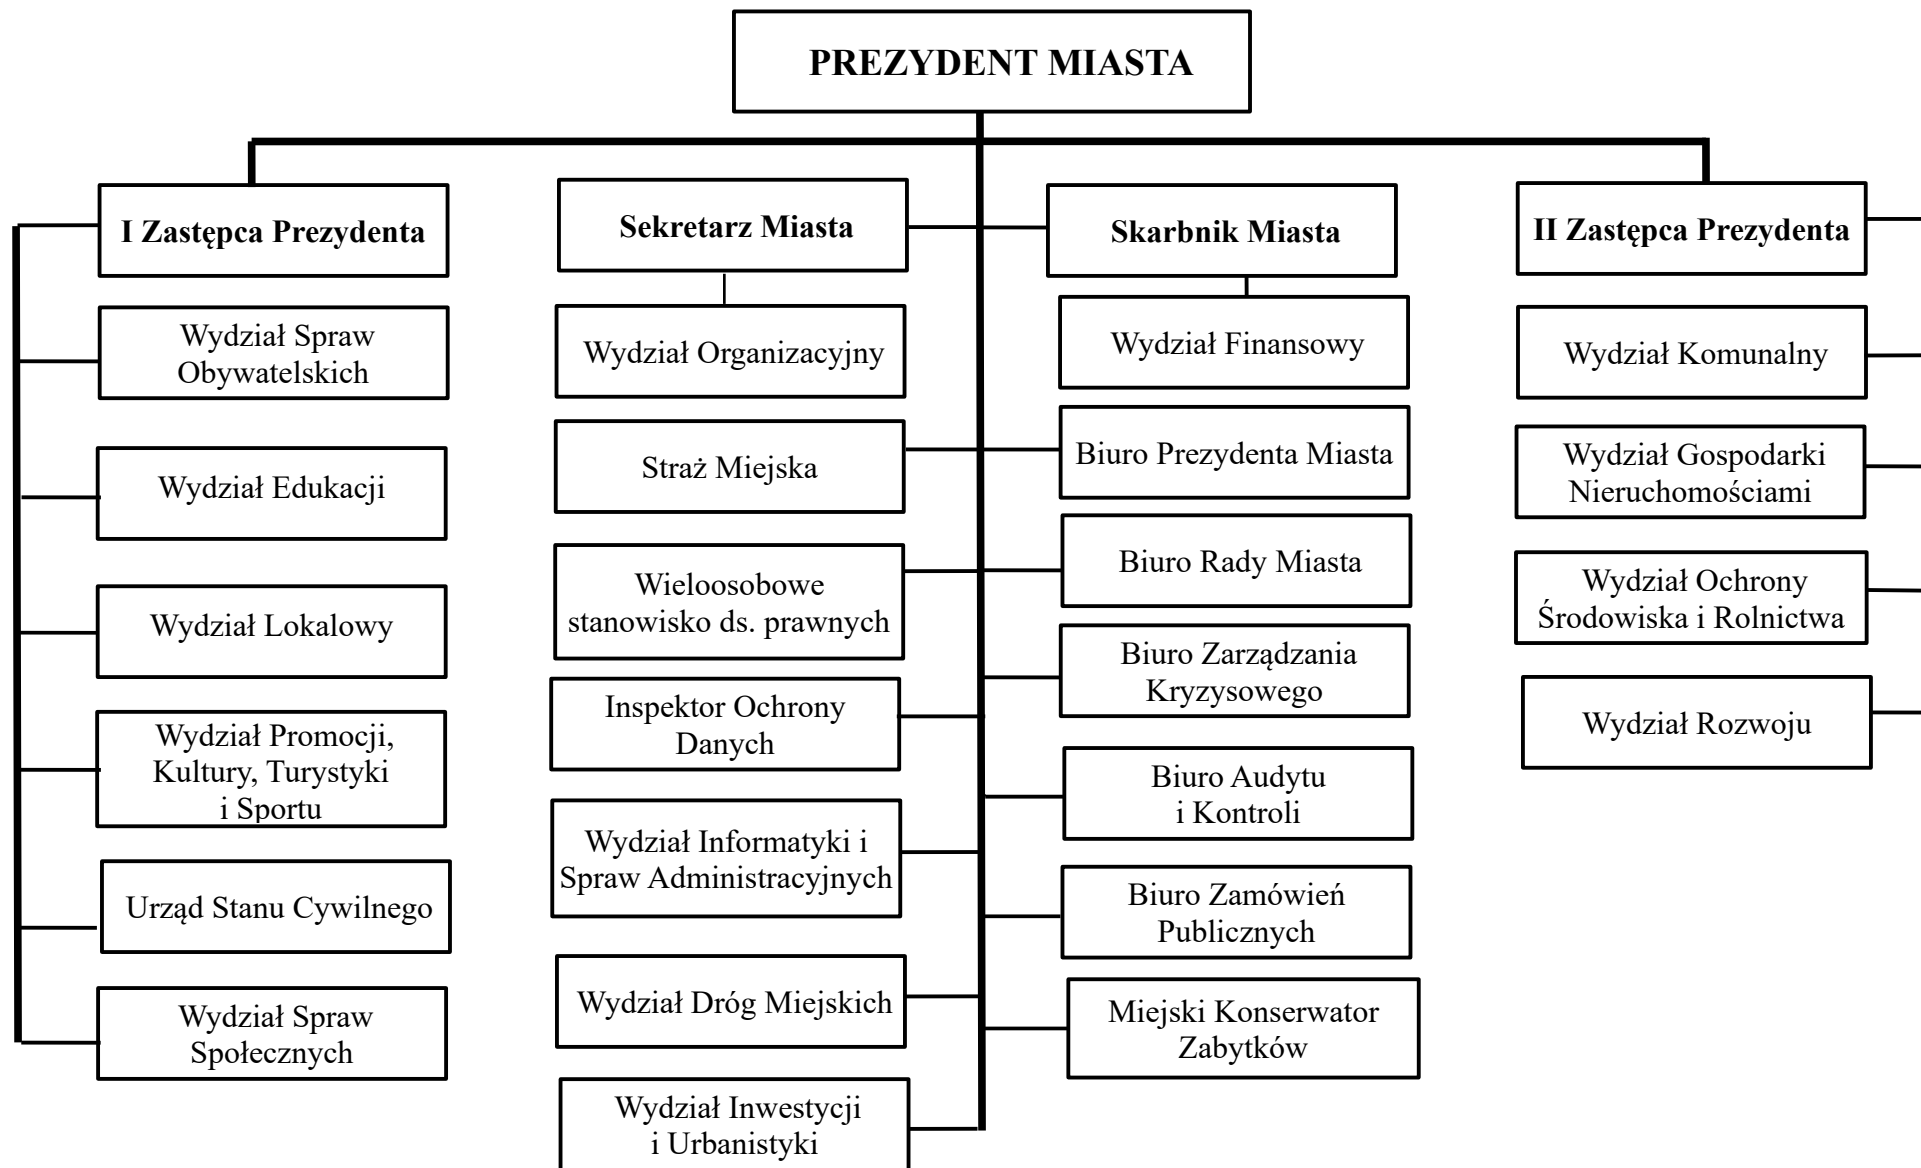 PREZYDENT MIASTA
I Zastępca Prezydenta
Wydział Spraw
Obywatelskich
Wydział Edukacji
Wydział Lokalowy
Wydział Promocji,
Kultury, Turystyki
i Sportu
Urząd Stanu Cywilnego
Wydział Spraw
Społecznych
Sekretarz Miasta
Wydział Organizacyjny
Straż Miejska
Wieloosobowe
stanowisko ds. prawnych
Inspektor Ochrony
Danych
Wydział Informatyki i
Spraw Administracyjnych
Wydział Dróg Miejskich
Wydział Inwestycji
i Urbanistyki
Skarbnik Miasta
Wydział Finansowy
Biuro Prezydenta Miasta
Biuro Rady Miasta
Biuro Zarządzania
Kryzysowego
Biuro Audytu
i Kontroli
Biuro Zamówień
Publicznych
Miejski Konserwator
Zabytków
II Zastępca Prezydenta
Wydział Komunalny
Wydział Gospodarki
Nieruchomościami
Wydział Ochrony
Środowiska i Rolnictwa
Wydział Rozwoju